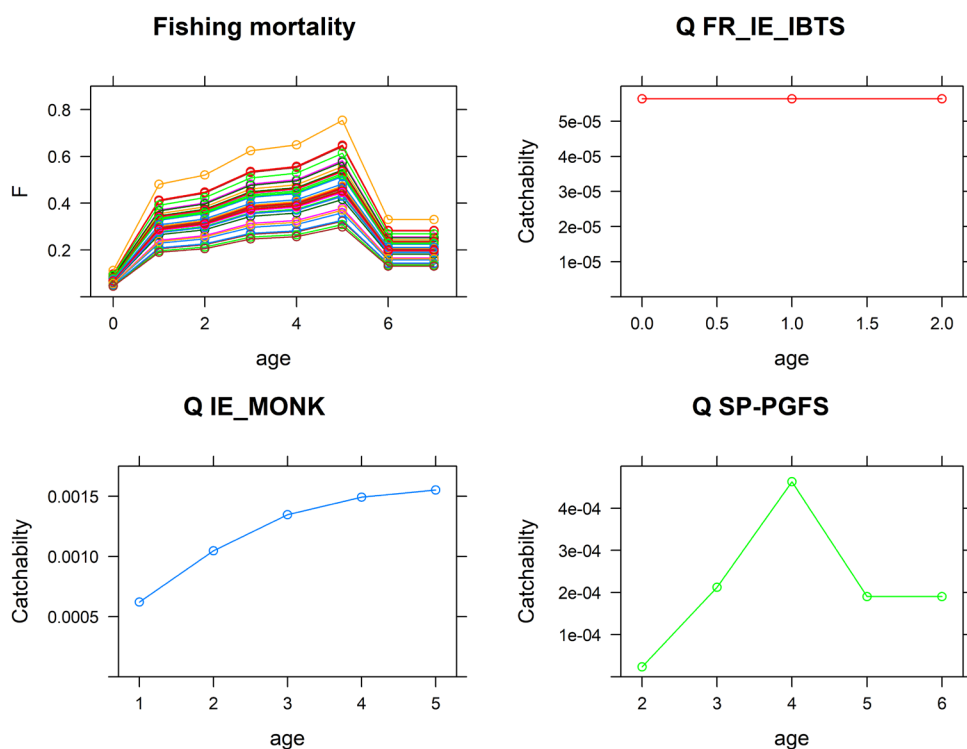 Fishing mortality
F
0.8
0.6
0.4
0.2
0 2 4 6
age
Q FR_IE_IBTS
Catchabilty
5e-05
4e-05
3e-05
2e-05
1e-05
0.0 0.5 1.0 1.5 2.0
age
Q IE_MONK
Catchabilty
0.0015
0.0010
0.0005
1 2 3 4 5
age
Q SP-PGFS
Catchabilty
4e-04
3e-04
2e-04
1e-04
2 3 4 5 6
age